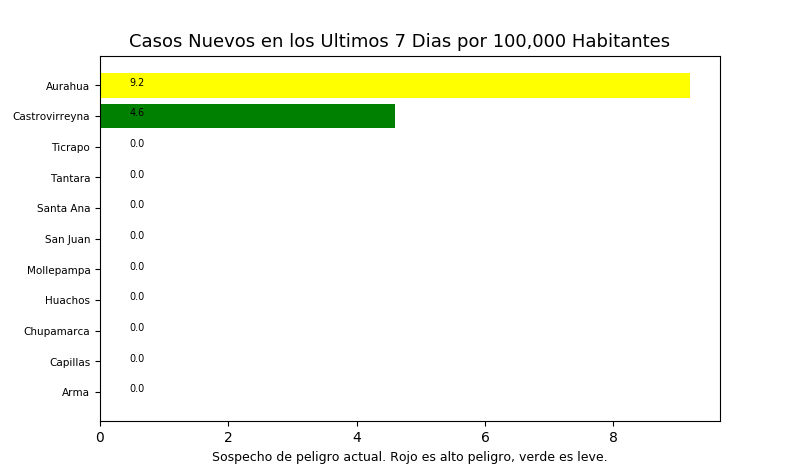 Casos Nuevos en los Ultimos 7 Dias por 100,000 Habitantes
Aurahua 9.2
Castrovirreyna 4.6
Ticrapo 0.0
Tantara 0.0
Santa Ana 0.0
San Juan 0.0
Mollepampa 0.0
Huachos 0.0
Chupamarca 0.0
Capillas 0.0
Arma 0.0
0 2 4 6 8
Sospecho de peligro actual. Rojo es alto peligro, verde es leve.